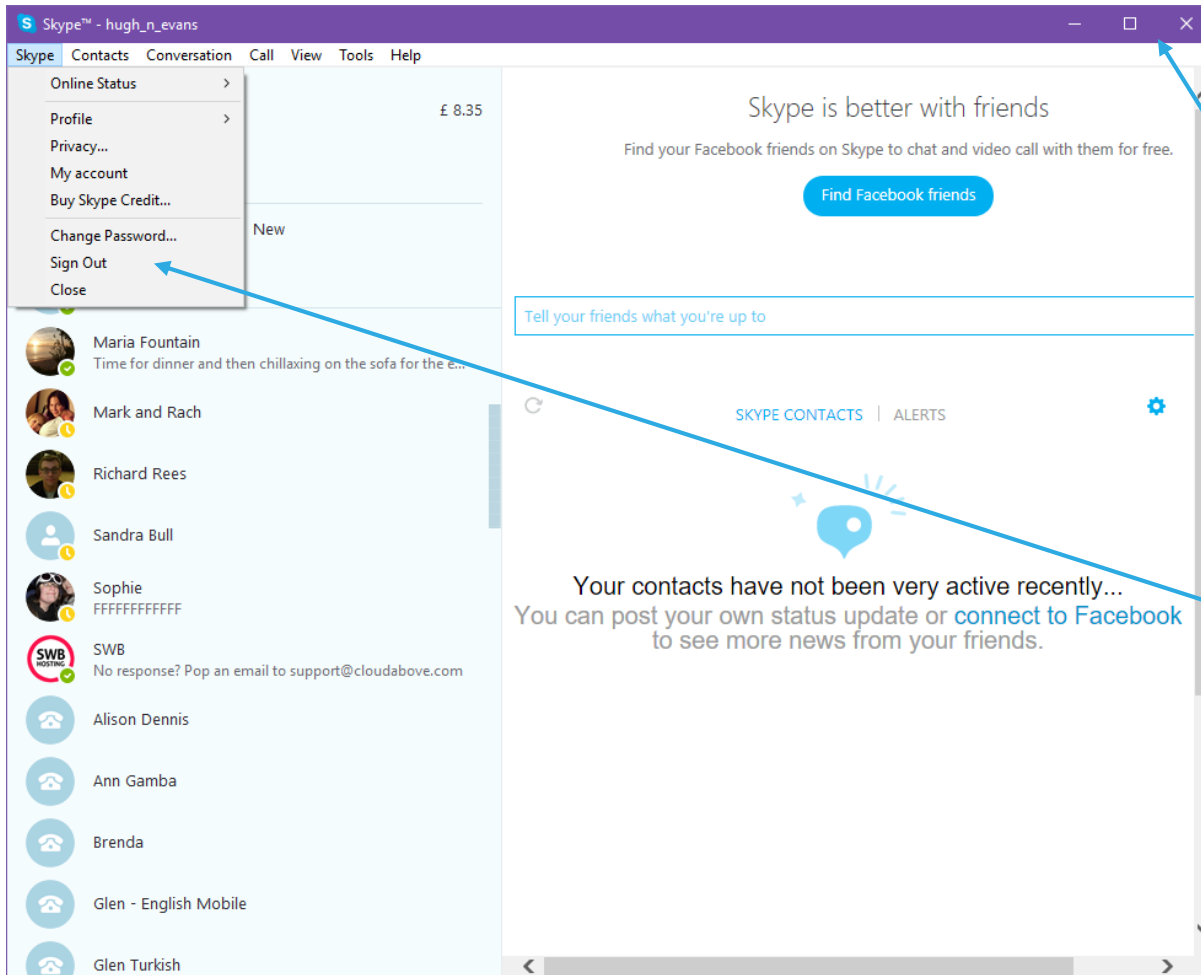 Skype™ - hugh_n_evans
Skype Contacts Conversation Call View Tools Help
Online Status
Profile
Privacy...
My account
Buy Skype Credit...
Change Password...
Sign Out
Close
£ 8.35
New
Maria Fountain
Time for dinner and then chillaxing on the sofa for the e...
Mark and Rach
Richard Rees
Sandra Bull
Sophie
FFFFFFFFFFFF
SWB
HOSTING
SWB
No response? Pop an email to support@cloudabove.com
Alison Dennis
Ann Gamba
Brenda
Glen - English Mobile
Glen Turkish
Skype is better with friends
Find your Facebook friends on Skype to chat and video call with them for free.
Find Facebook friends
Tell your friends what you're up to
SKYPE CONTACTS | ALERTS
Your contacts have not been very active recently...
You can post your own status update or connect to Facebook
to see more news from your friends.